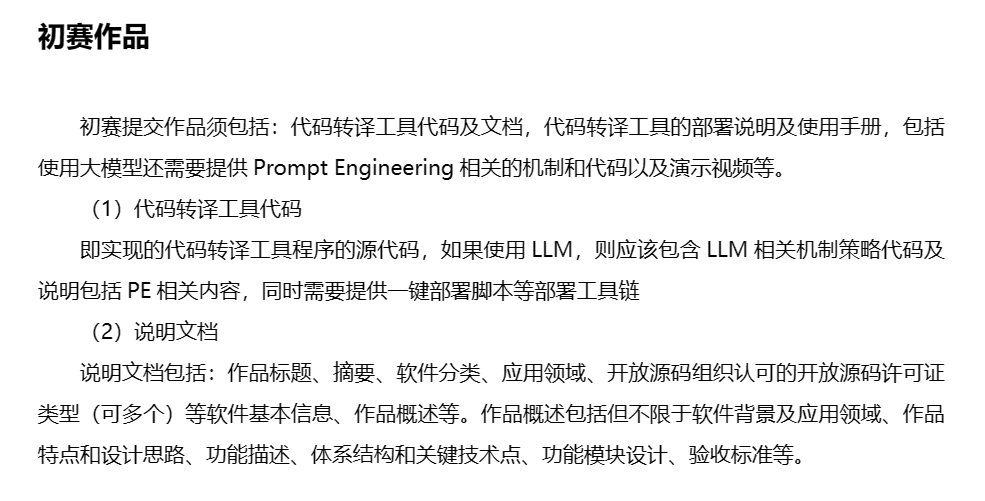 初赛作品
初赛提交作品须包括：代码转译工具代码及文档，代码转译工具的部署说明及使用手册，包括
使用大模型还需要提供 Prompt Engineering 相关的机制和代码以及演示视频等。
（1）代码转译工具代码
即实现的代码转译工具程序的源代码，如果使用 LLM，则应该包含 LLM 相关机制策略代码及
说明包括 PE 相关内容，同时需要提供一键部署脚本等部署工具链
（2）说明文档
说明文档包括：作品标题、摘要、软件分类、应用领域、开放源码组织认可的开放源码许可证
类型（可多个）等软件基本信息、作品概述等。作品概述包括但不限于软件背景及应用领域、作品
特点和设计思路、功能描述、体系结构和关键技术点、功能模块设计、验收标准等。